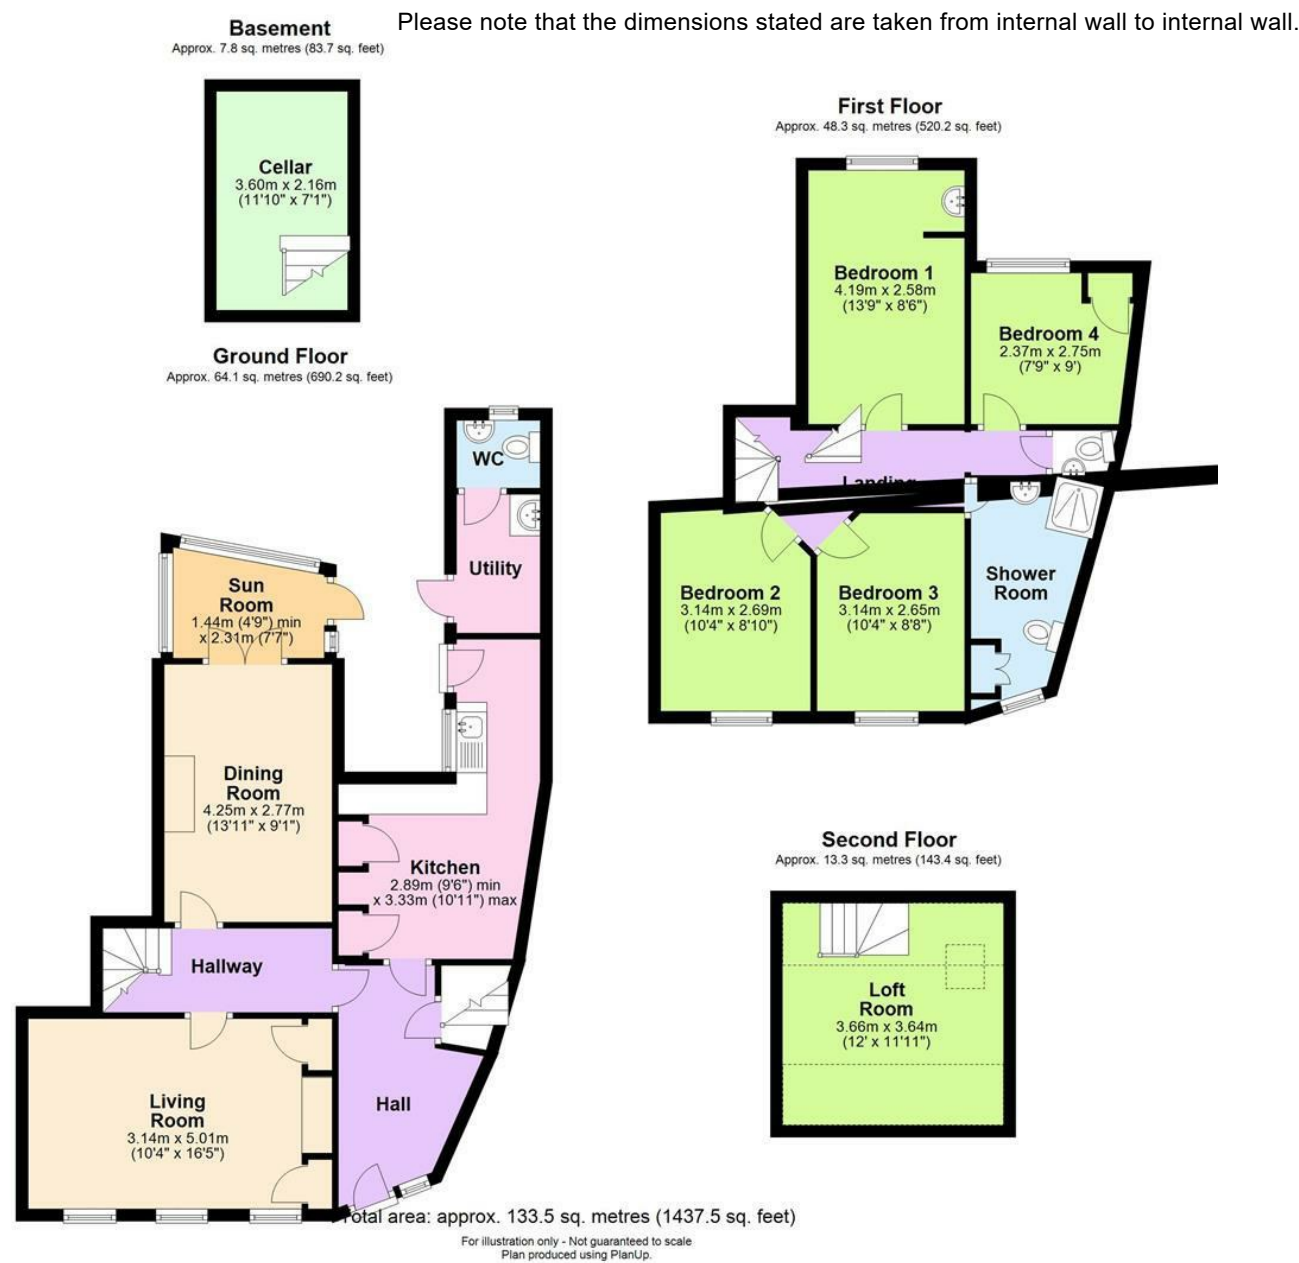 Please note that the dimensions stated are taken from internal wall to internal wall.
Basement
Approx. 7.8 sq. metres (83.7 sq. feet)
Cellar
3.60m x 2.16m
(11'10" x 7'1")
Ground Floor
Approx. 64.1 sq. metres (690.2 sq. feet)
WC
Utility
Sun
Room
1.44m (4'9") min
x 2.31m (7'7")
Dining
Room
4.25m x 2.77m
(13'11" x 9'1")
Kitchen
2.89m (9'6") min
x 3.33m (10'11") max
Hallway
Living
Room
3.14m x 5.01m
(10'4" x 16'5")
Hall
First Floor
Approx. 48.3 sq. metres (520.2 sq. feet)
Bedroom 1
4.19m x 2.58m
(13'9" x 8'6")
Bedroom 4
2.37m x 2.75m
(7'9" x 9')
Landing
Bedroom 2
3.14m x 2.69m
(10'4" x 8'10")
Bedroom 3
3.14m x 2.65m
(10'4" x 8'8")
Shower
Room
Second Floor
Approx. 13.3 sq. metres (143.4 sq. feet)
Loft
Room
3.66m x 3.64m
(12' x 11'11")
Total area: approx. 133.5 sq. metres (1437.5 sq. feet)
For illustration only - Not guaranteed to scale
Plan produced using PlanUp.